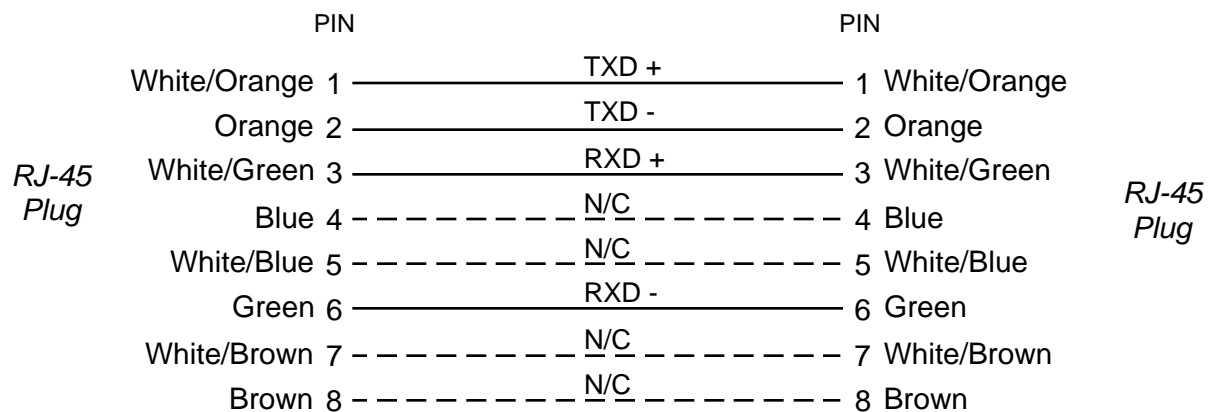 PIN PIN
White/Orange 1 TXD + 1 White/Orange
Orange 2 TXD - 2 Orange
White/Green 3 RXD + 3 White/Green
RJ-45 Plug
Blue 4 N/C 4 Blue
RJ-45 Plug
White/Blue 5 N/C 5 White/Blue
Green 6 RXD - 6 Green
White/Brown 7 N/C 7 White/Brown
Brown 8 N/C 8 Brown